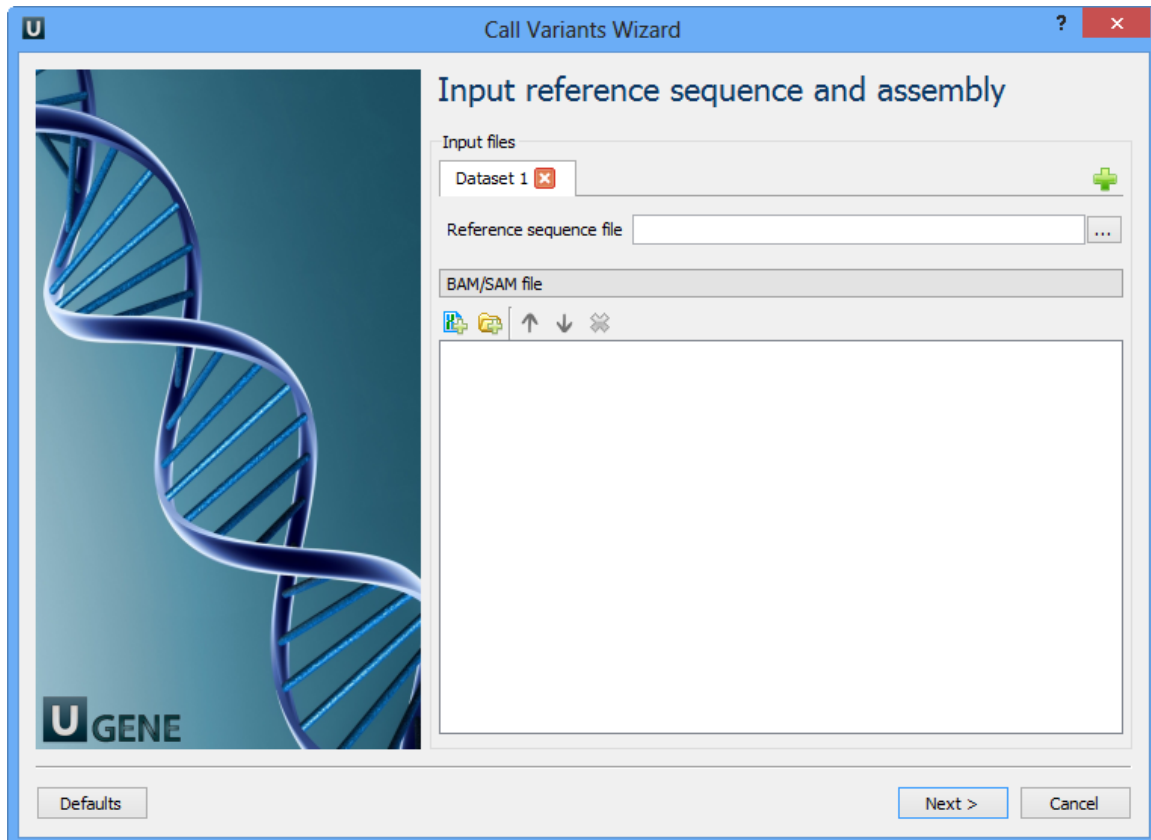 U
Call Variants Wizard
?
Input reference sequence and assembly
Input files
Dataset 1
Reference sequence file
...
BAM/SAM file
U GENE
Defaults
Next >
Cancel